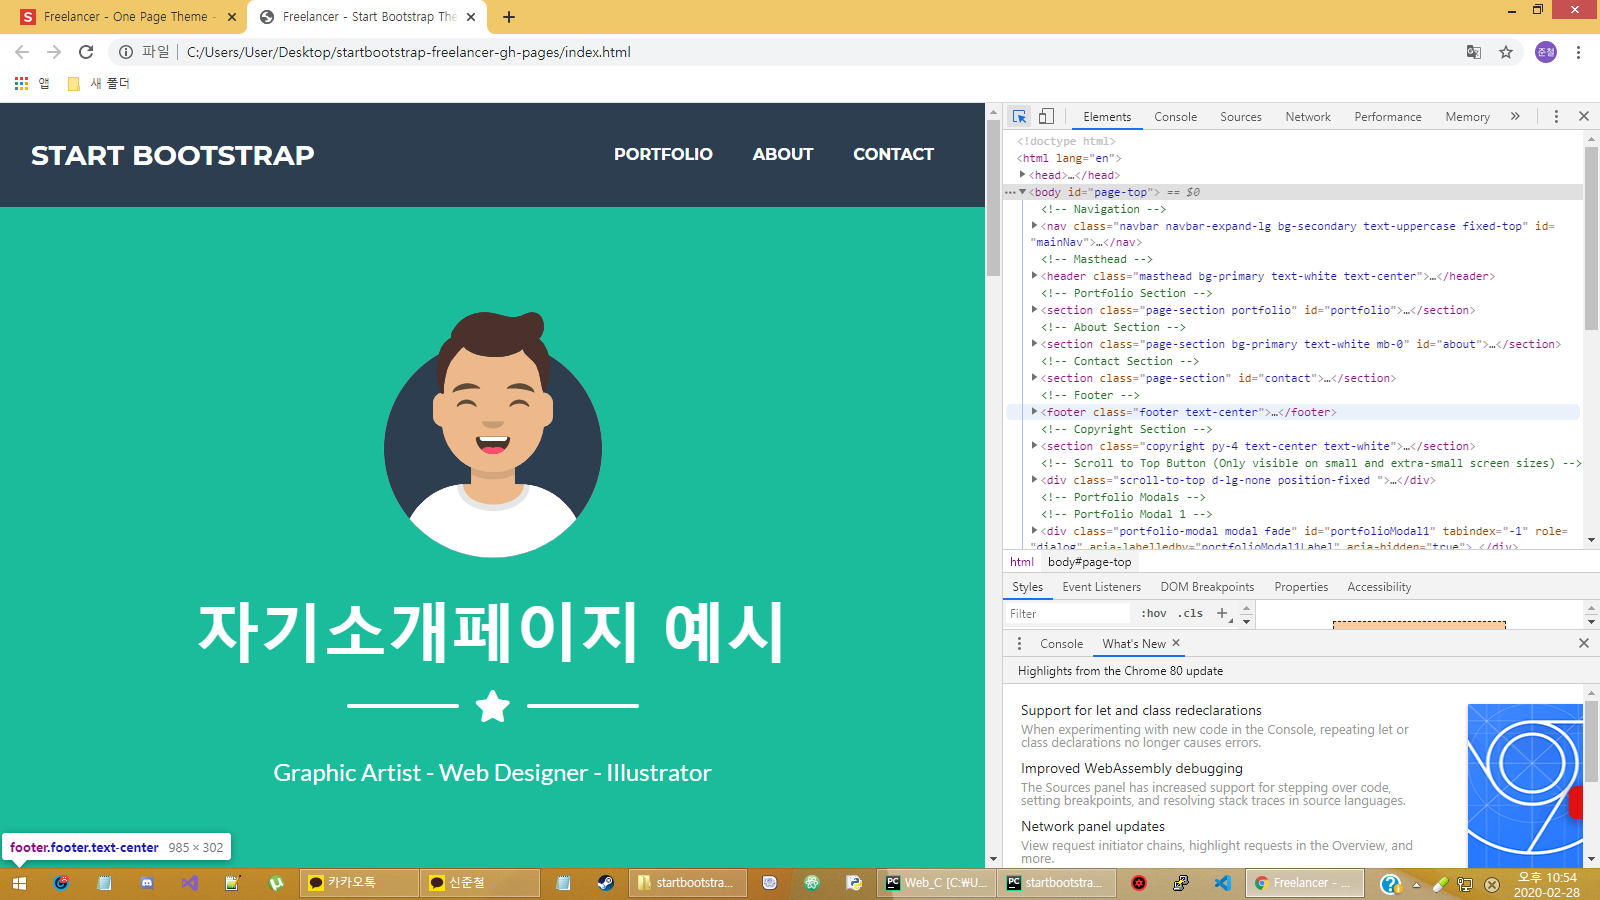 Freelancer - One Page Theme -
Freelancer - Start Bootstrap The
파일 C:/Users/User/Desktop/startbootstrap-freelancer-gh-pages/index.html
준철
앱 새 폴더
START BOOTSTRAP
PORTFOLIO ABOUT CONTACT
자기소개페이지 예시
Graphic Artist - Web Designer - Illustrator
footer.footer.text-center 985 × 302
Elements Console Sources Network Performance Memory »
<!doctype html>
<html lang="en">
<head>…</head>
<body id="page-top"> == $0
<!-- Navigation -->
<nav class="navbar navbar-expand-lg bg-secondary text-uppercase fixed-top" id=
"mainNav">…</nav>
<!-- Masthead -->
<header class="masthead bg-primary text-white text-center">…</header>
<!-- Portfolio Section -->
<section class="page-section portfolio" id="portfolio">…</section>
<!-- About Section -->
<section class="page-section bg-primary text-white mb-0" id="about">…</section>
<!-- Contact Section -->
<section class="page-section" id="contact">…</section>
<!-- Footer -->
<footer class="footer text-center">…</footer>
<!-- Copyright Section -->
<section class="copyright py-4 text-center text-white">…</section>
<!-- Scroll to Top Button (Only visible on small and extra-small screen sizes) -->
<div class="scroll-to-top d-lg-none position-fixed ">…</div>
<!-- Portfolio Modals -->
<!-- Portfolio Modal 1 -->
<div class="portfolio-modal modal fade" id="portfolioModal1" tabindex="-1" role=
"dialog" aria-labelledby="portfolioModal1Label" aria-hidden="true">…</div>
html body#page-top
Styles Event Listeners DOM Breakpoints Properties Accessibility
Filter :hov .cls +
Console What's New
Highlights from the Chrome 80 update
Support for let and class redeclarations
When experimenting with new code in the Console, repeating let or
class declarations no longer causes errors.
Improved WebAssembly debugging
The Sources panel has increased support for stepping over code,
setting breakpoints, and resolving stack traces in source languages.
Network panel updates
View request initiator chains, highlight requests in the Overview, and
more.
카카오톡
신준철
startbootstra...
Web_C [C:₩U...
startbootstra...
Freelancer - ...
오후 10:54
2020-02-28